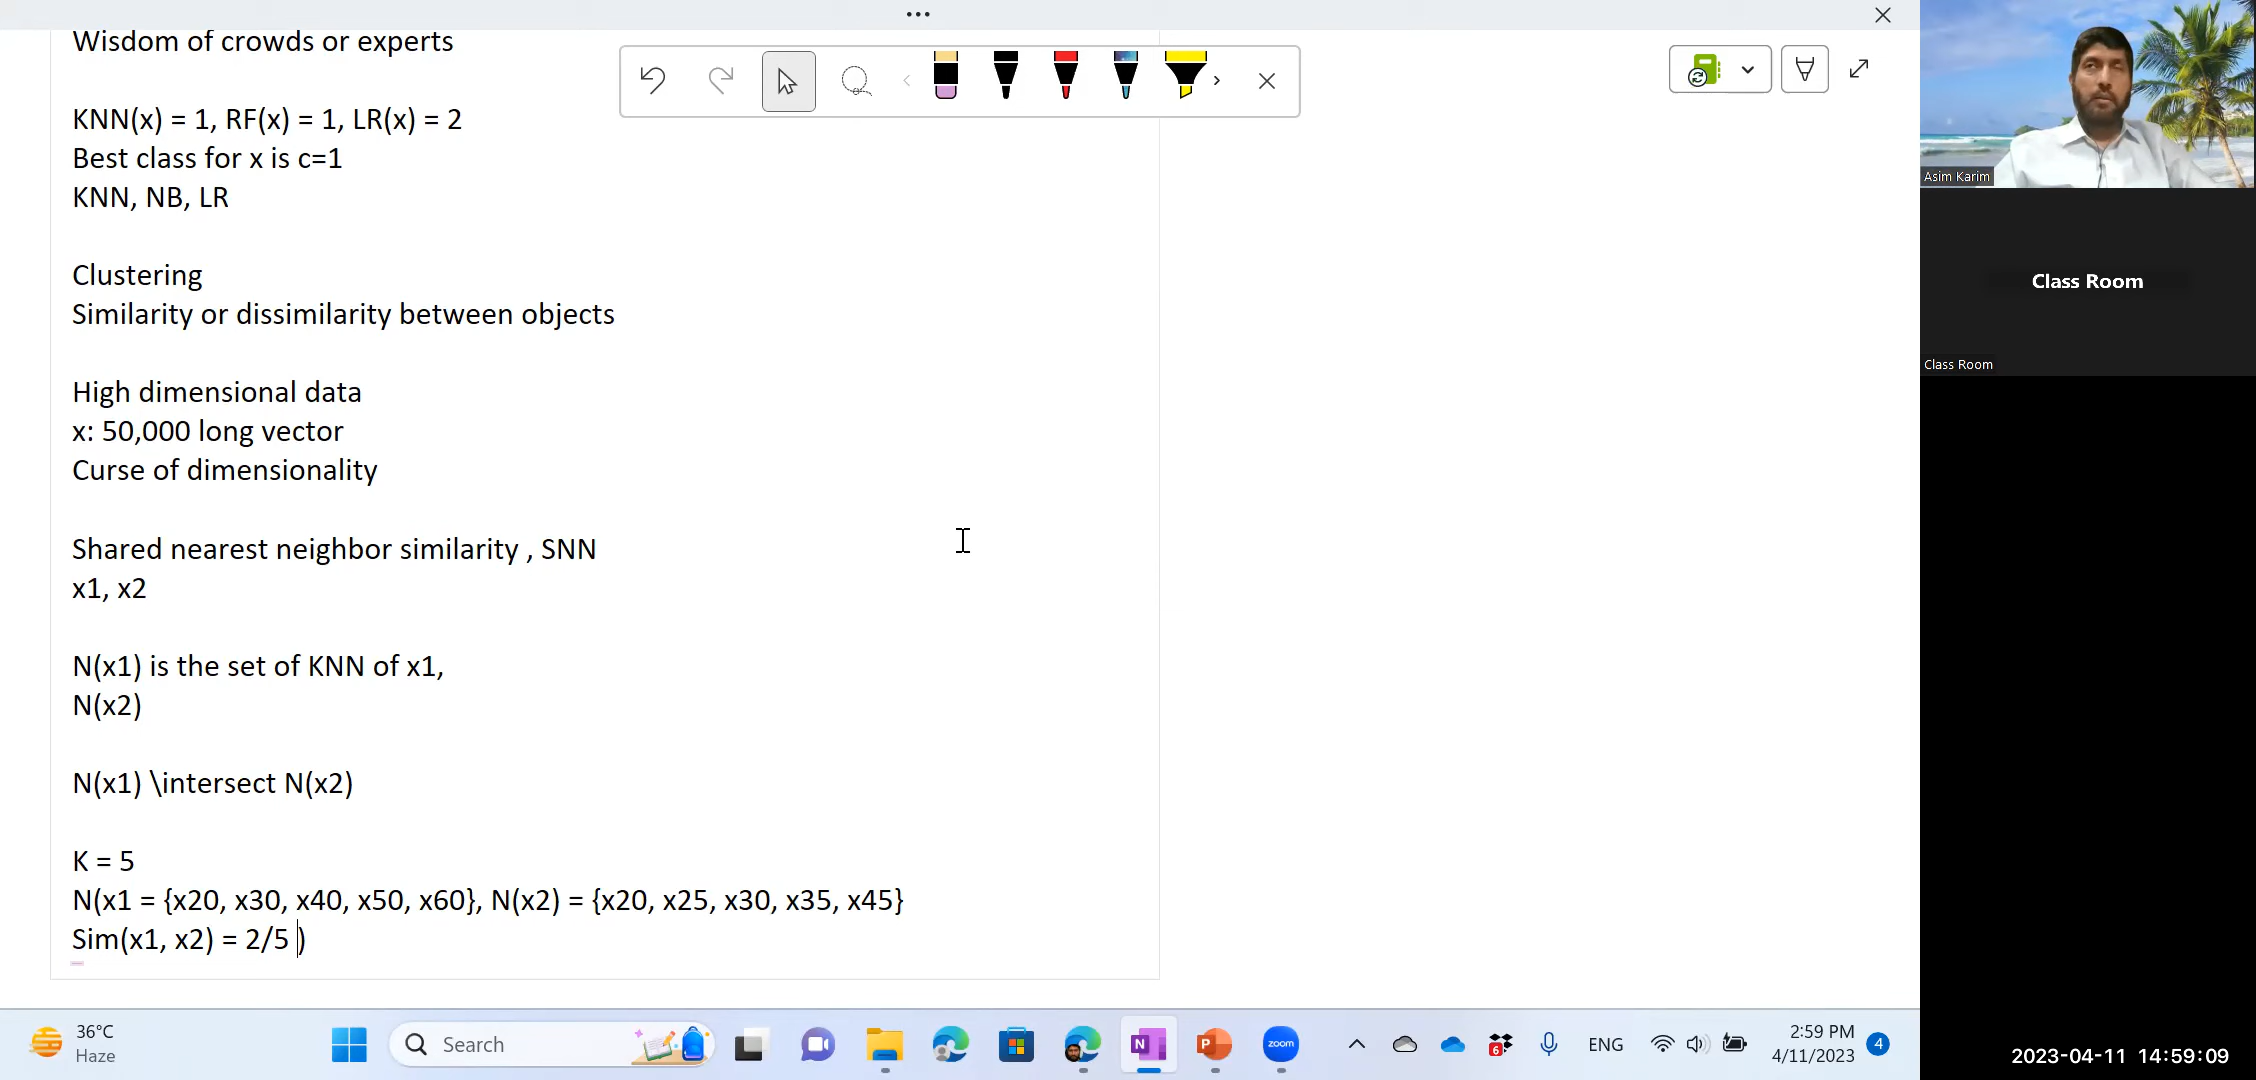 Wisdom of crowds or experts
KNN(x) = 1, RF(x) = 1, LR(x) = 2
Best class for x is c=1
KNN, NB, LR
Clustering
Similarity or dissimilarity between objects
High dimensional data
x: 50,000 long vector
Curse of dimensionality
Shared nearest neighbor similarity , SNN
x1, x2
N(x1) is the set of KNN of x1,
N(x2)
N(x1) \intersect N(x2)
K = 5
N(x1 = {x20, x30, x40, x50, x60}, N(x2) = {x20, x25, x30, x35, x45}
Sim(x1, x2) = 2/5 )
Asim Karim
Class Room
Class Room
36°C
Haze
Search
N
P
zoom
6
ENG
2:59 PM
4/11/2023
4
2023-04-11 14:59:09